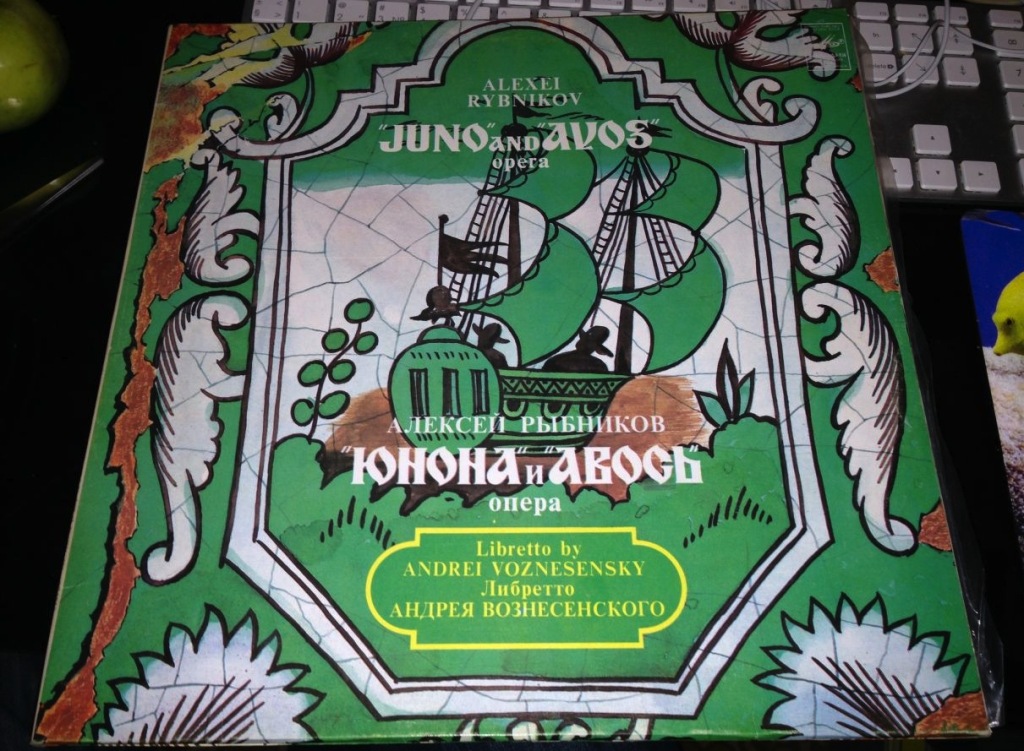 ALEXEI
RYBNIKOV
"JUNO" AND "AVOS"
opera
АЛЕКСЕЙ РЫБНИКОВ
"ЮНОНА" И "АВОСЬ"
опера
Libretto by
ANDREI VOZNESENSKY
Либретто
АНДРЕЯ ВОЗНЕСЕНСКОГО